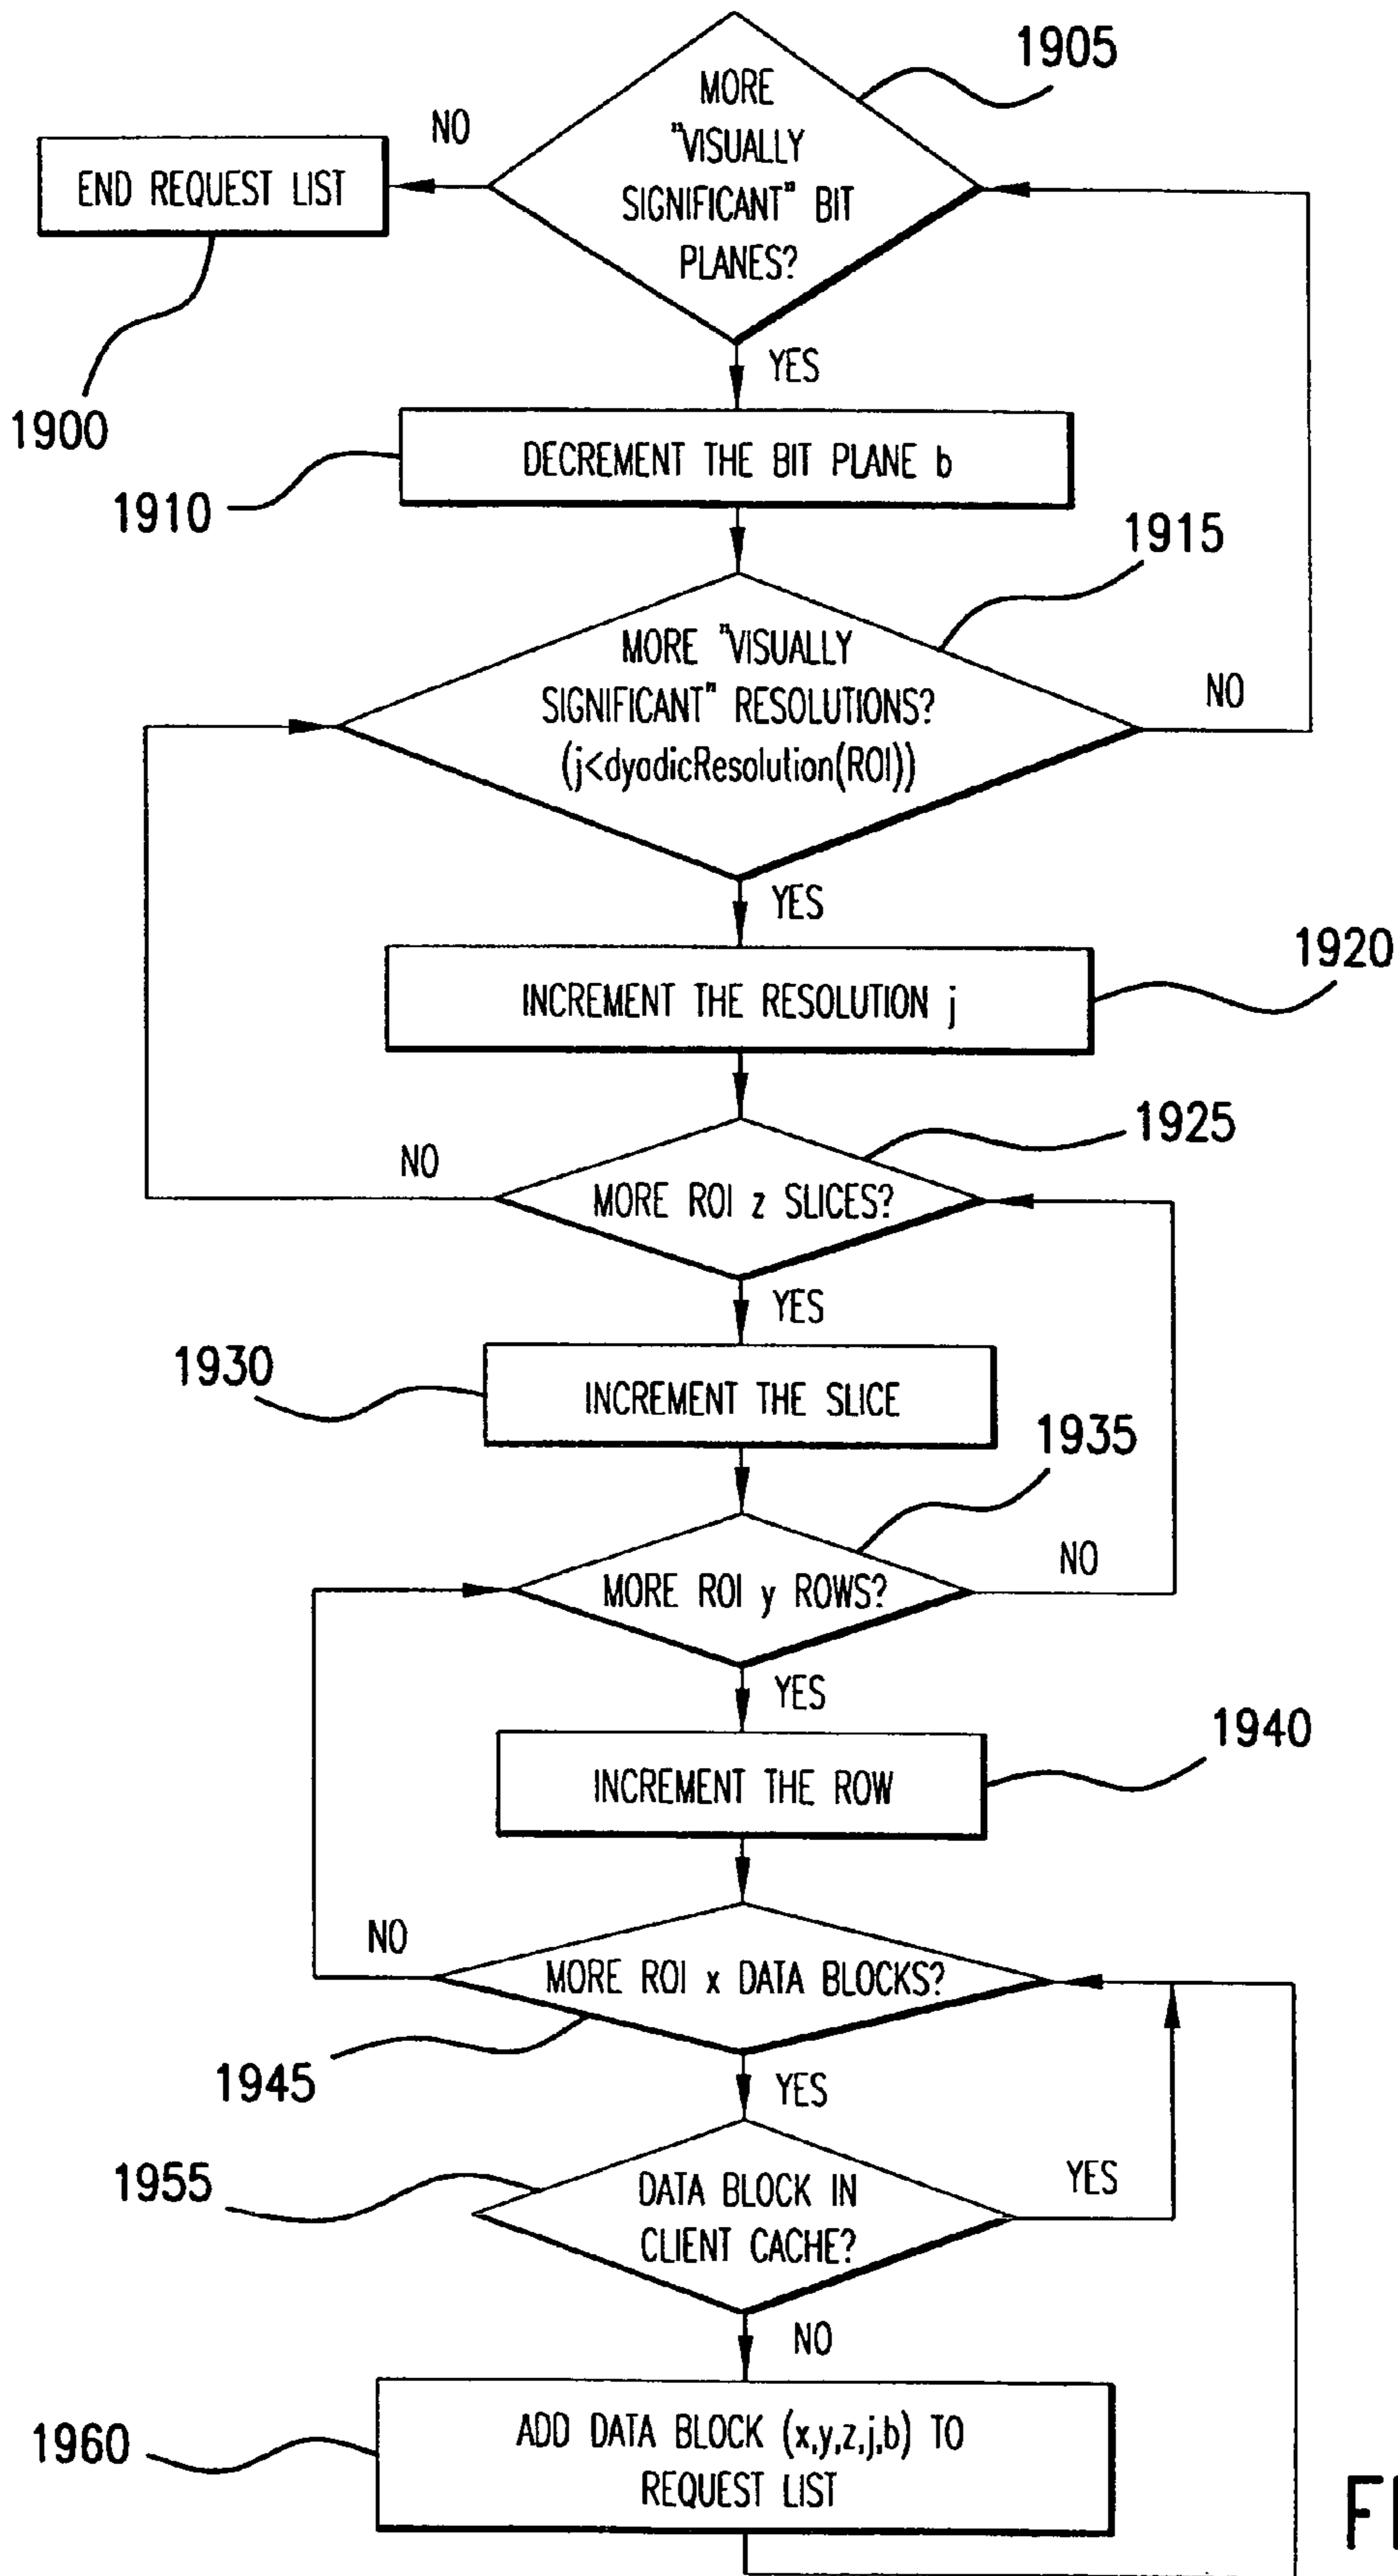 1905
MORE
"VISUALLY
SIGNIFICANT" BIT
PLANES?
NO
END REQUEST LIST
1900
YES
DECREMENT THE BIT PLANE b
1910
1915
MORE "VISUALLY
SIGNIFICANT" RESOLUTIONS?
(j<dyadicResolution(ROI))
NO
YES
1920
INCREMENT THE RESOLUTION j
1925
NO
MORE ROI z SLICES?
YES
1930
INCREMENT THE SLICE
1935
MORE ROI y ROWS?
NO
YES
1940
INCREMENT THE ROW
NO
MORE ROI x DATA BLOCKS?
1945
YES
1955
DATA BLOCK IN
CLIENT CACHE?
YES
NO
1960
ADD DATA BLOCK (x,y,z,j,b) TO
REQUEST LIST